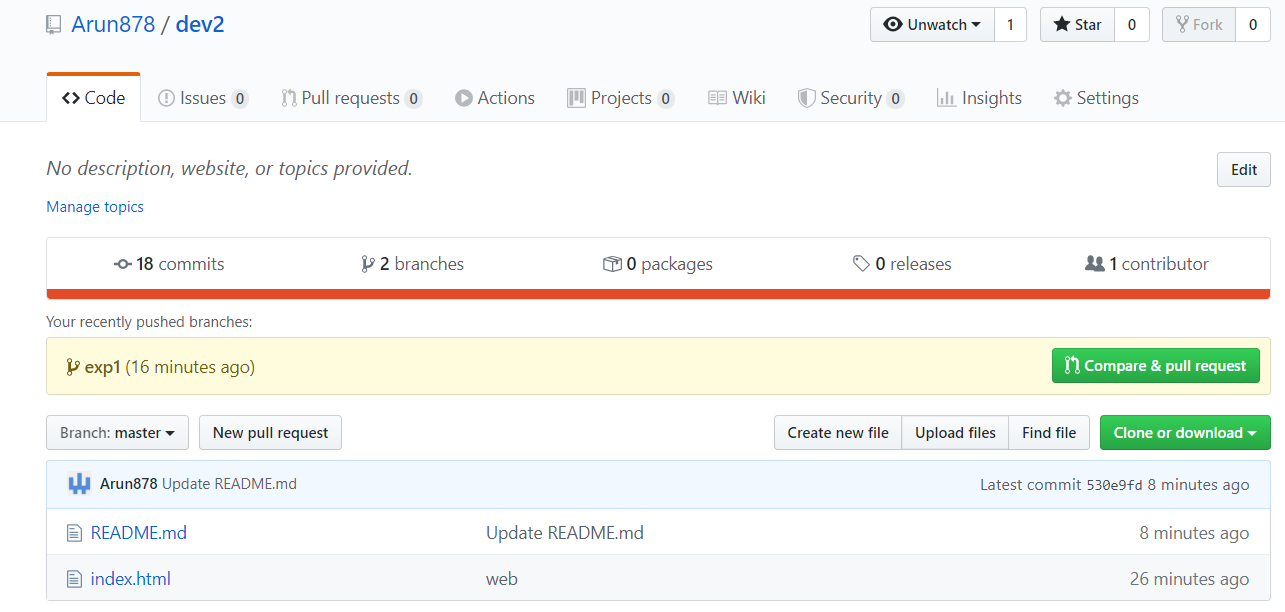 Arun878 / dev2 Unwatch 1 Star 0 Fork 0
Code Issues 0 Pull requests 0 Actions Projects 0 Wiki Security 0 Insights Settings
No description, website, or topics provided. Edit
Manage topics
18 commits 2 branches 0 packages 0 releases 1 contributor
Your recently pushed branches:
exp1 (16 minutes ago) Compare & pull request
Branch: master New pull request Create new file Upload files Find file Clone or download
Arun878 Update README.md Latest commit 530e9fd 8 minutes ago
README.md Update README.md 8 minutes ago
index.html web 26 minutes ago